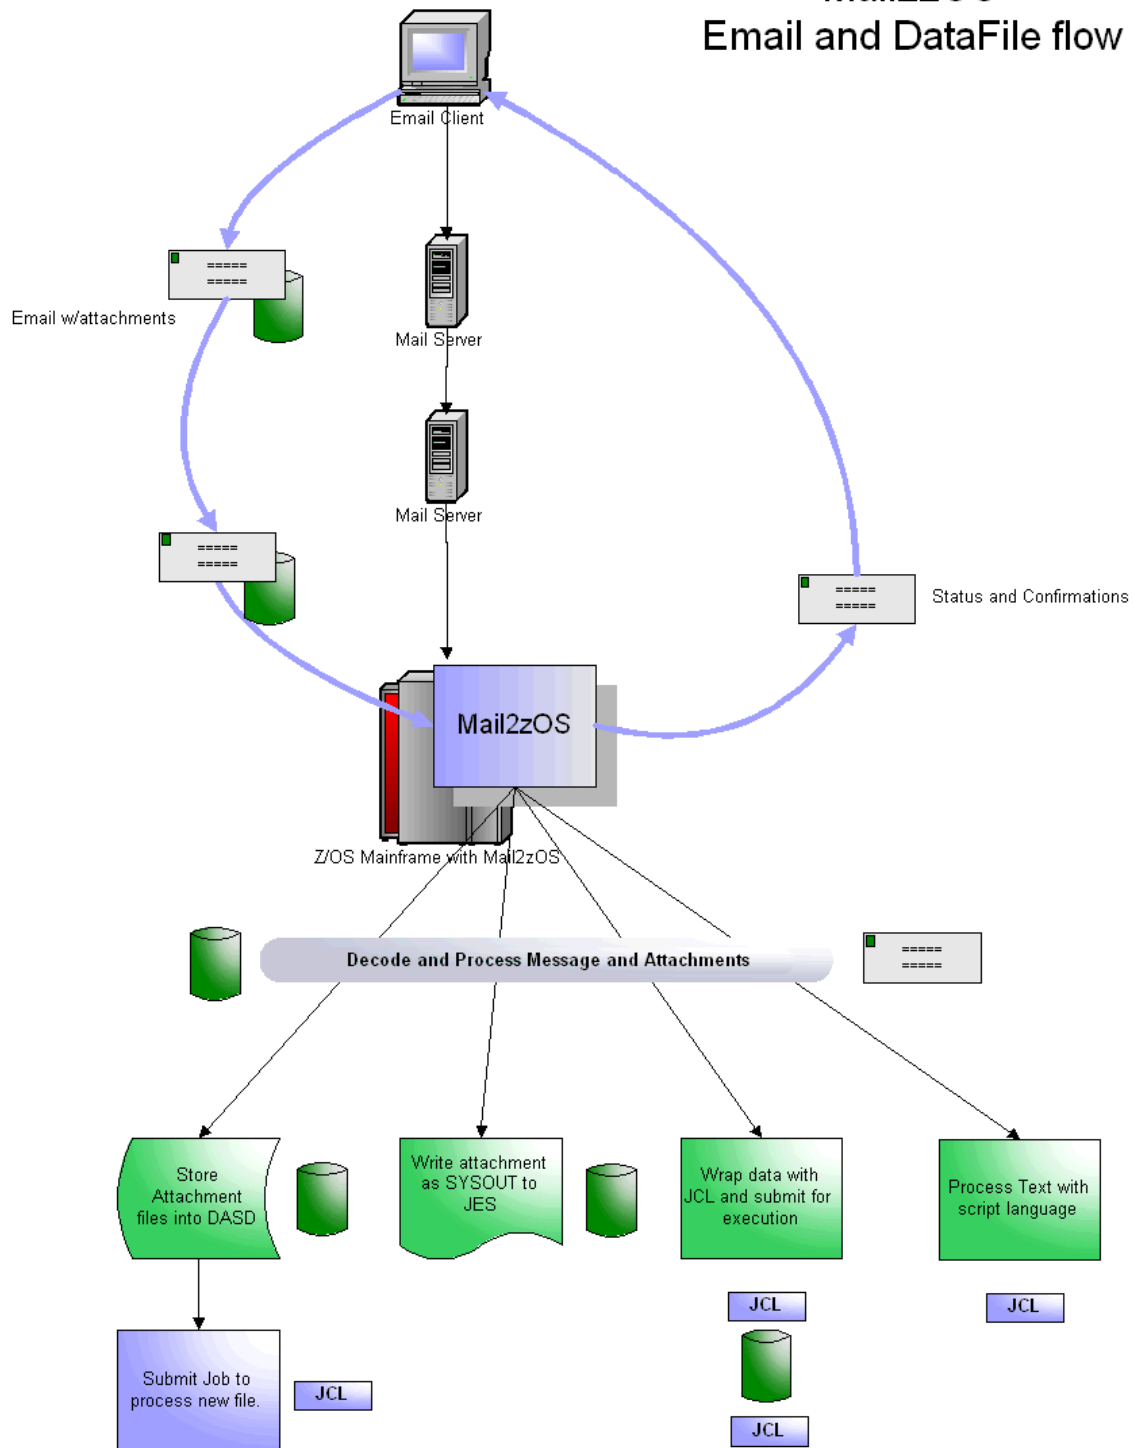 Email and DataFile flow
Email Client
=====
=====
Email w/attachments
Mail Server
Mail Server
=====
=====
=====
=====
Status and Confirmations
Mail2zOS
Z/OS Mainframe with Mail2zOS
Decode and Process Message and Attachments
=====
=====
Store
Attachment
files into DASD
Write attachment
as SYSOUT to
JES
Wrap data with
JCL and submit for
execution
Process Text with
script language
JCL
JCL
Submit Job to
process new file.
JCL
JCL